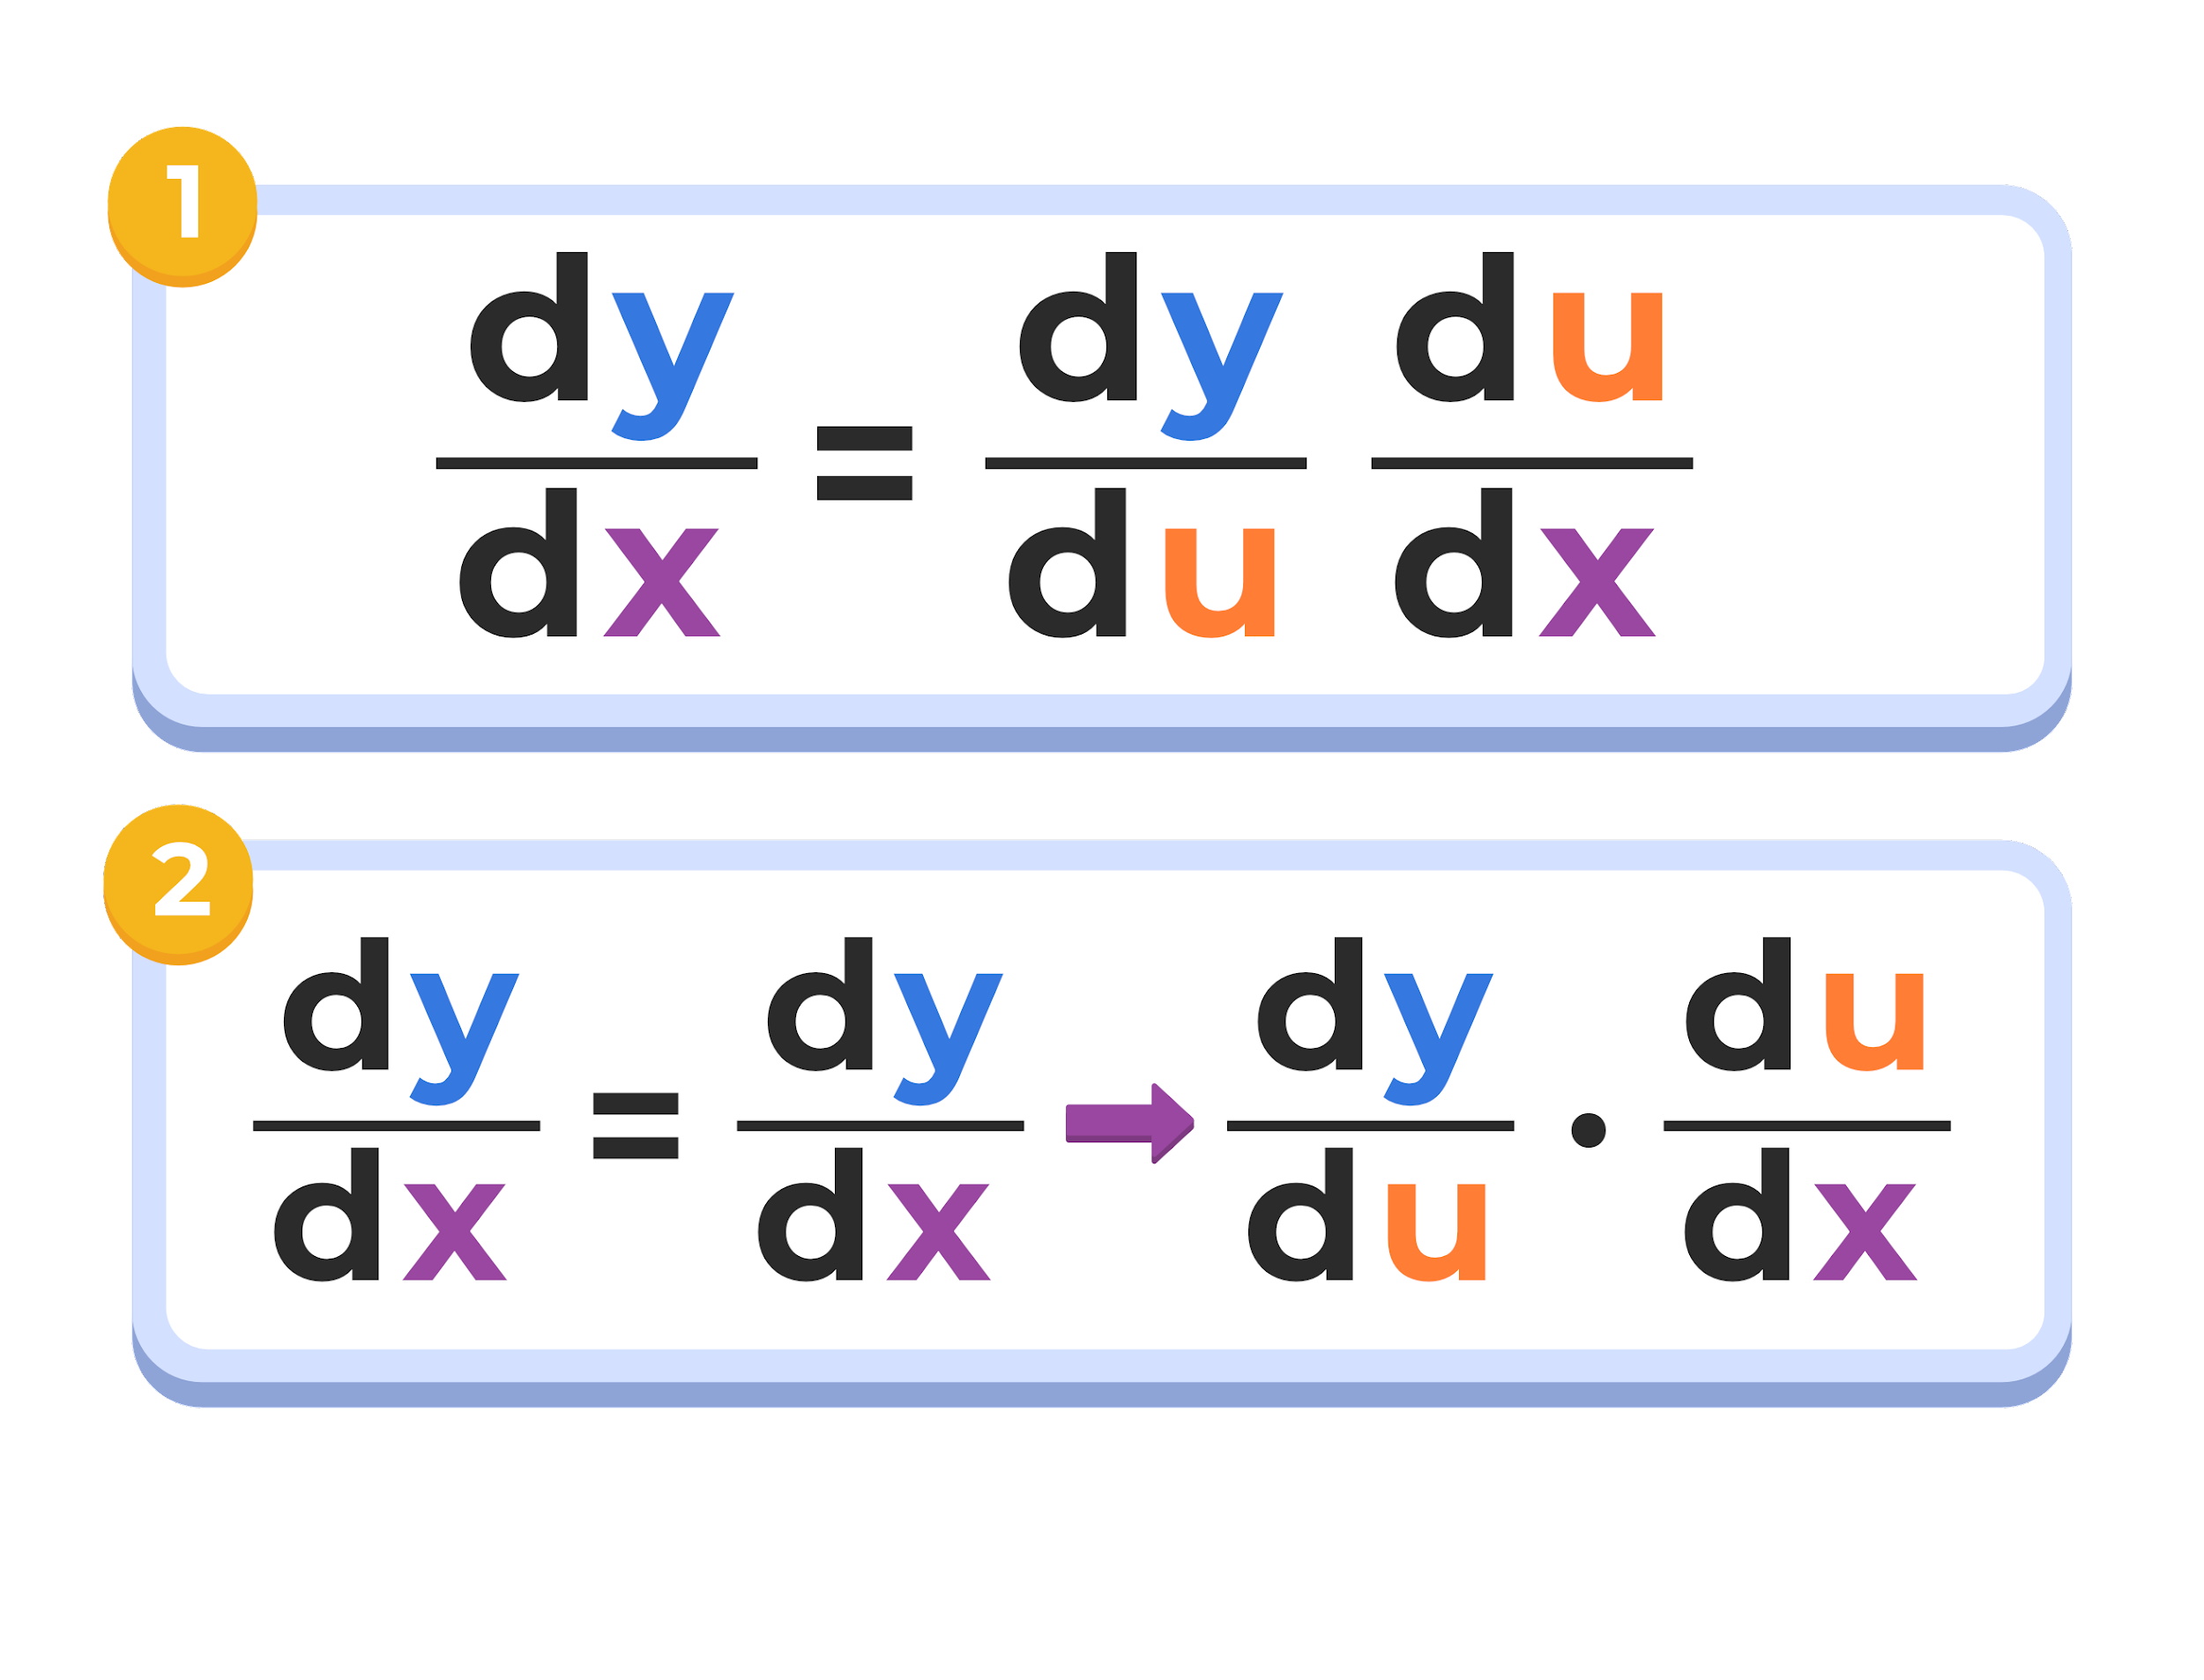 1
dy/dx = dy/du du/dx
2
dy/dx = dy/dx → dy/du · du/dx